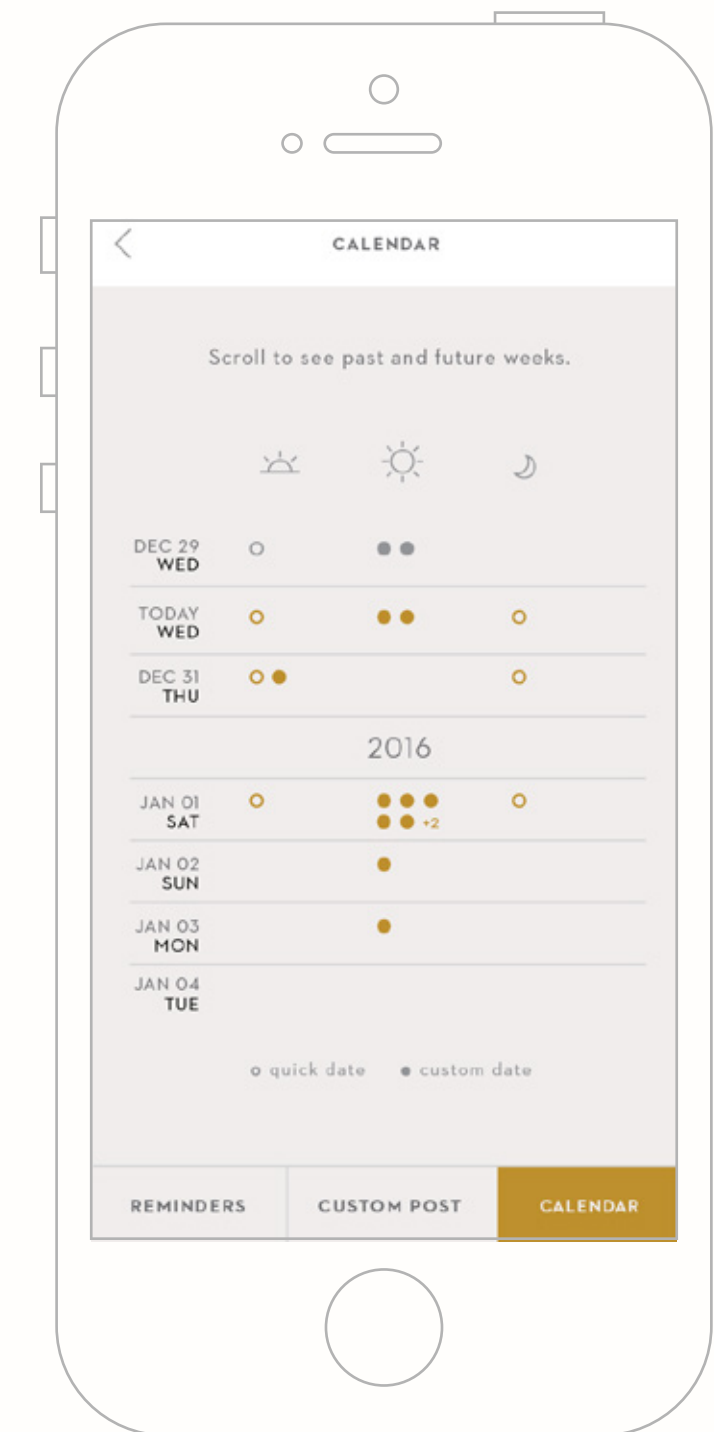 CALENDAR
Scroll to see past and future weeks.
DEC 29
WED
TODAY
WED
DEC 31
THU
2016
JAN 01
SAT
+2
JAN 02
SUN
JAN 03
MON
JAN 04
TUE
quick date custom date
REMINDERS CUSTOM POST CALENDAR